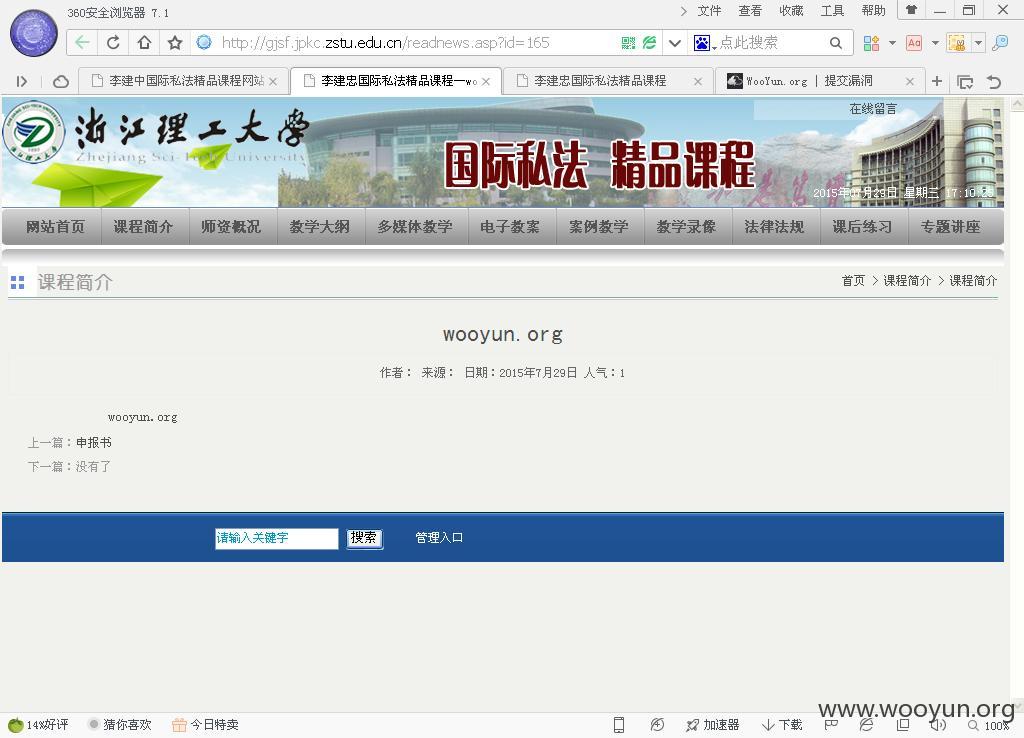 360安全浏览器 7.1
文件 查看 收藏 工具 帮助
http://gjsf.jpkc.zstu.edu.cn/readnews.asp?id=165
点此搜索
李建中国际私法精品课程网站
李建忠国际私法精品课程—wo
李建忠国际私法精品课程
WooYun.org | 提交漏洞
浙江理工大学
Zhejiang Sci-Tech University
国际私法 精品课程
在线留言
2015年07月29日 星期三 17:10:25
网站首页 课程简介 师资概况 教学大纲 多媒体教学 电子教案 案例教学 教学录像 法律法规 课后练习 专题讲座
课程简介
首页 > 课程简介 > 课程简介
wooyun.org
作者： 来源： 日期：2015年7月29日 人气：1
wooyun.org
上一篇：申报书
下一篇：没有了
请输入关键字 搜索 管理入口
14%好评 猜你喜欢 今日特卖
加速器 下载 100%
www.wooyun.org